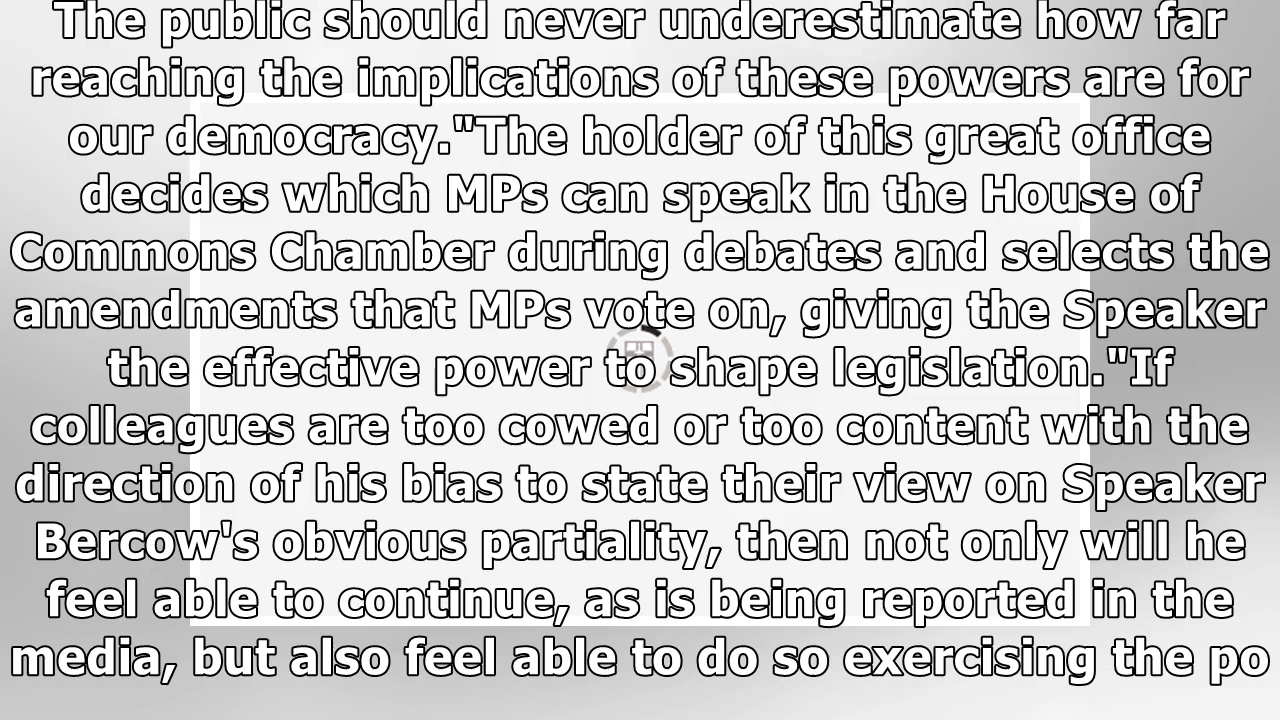 The public should never underestimate how far
reaching the implications of these powers are for
our democracy."The holder of this great office
decides which MPs can speak in the House of
Commons Chamber during debates and selects the
amendments that MPs vote on, giving the Speaker
the effective power to shape legislation."If
colleagues are too cowed or too content with the
direction of his bias to state their view on Speaker
Bercow's obvious partiality, then not only will he
feel able to continue, as is being reported in the
media, but also feel able to do so exercising the po